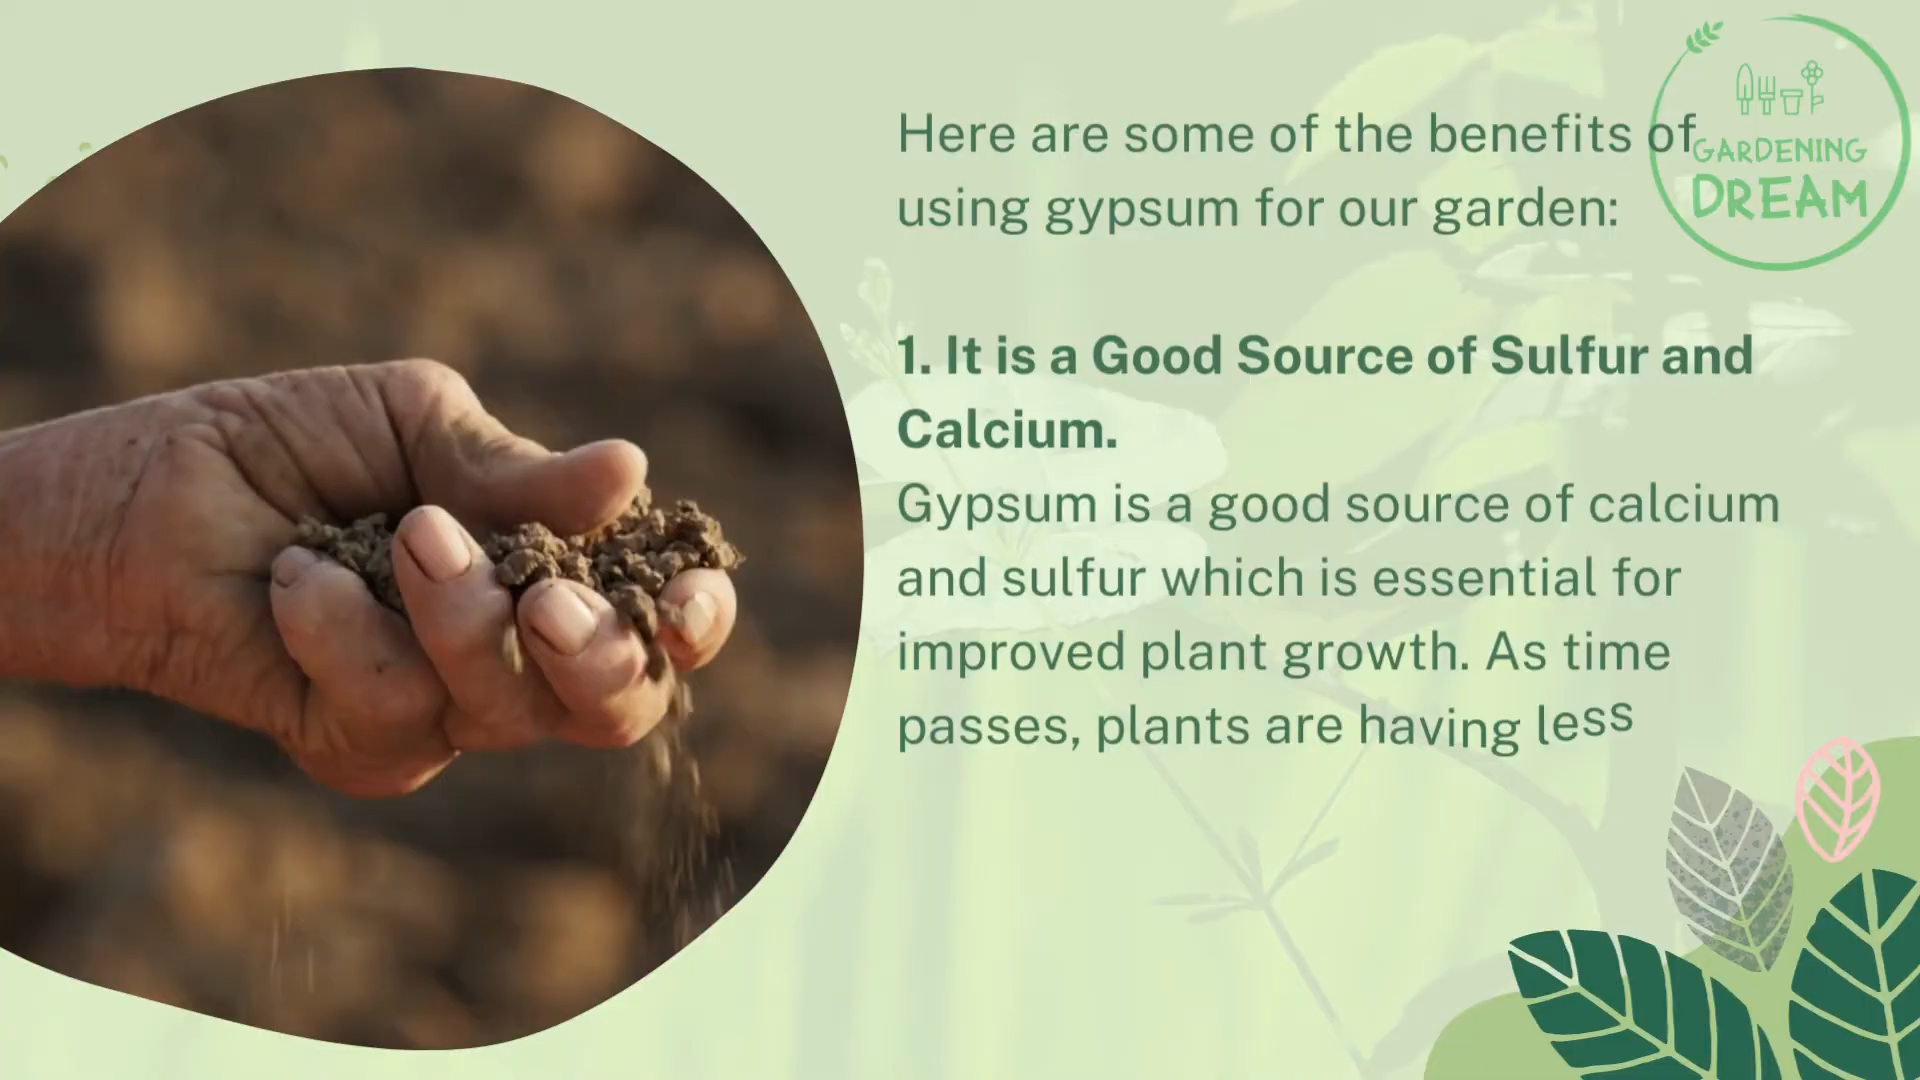 Here are some of the benefits of
using gypsum for our garden:
1. It is a Good Source of Sulfur and
Calcium.
Gypsum is a good source of calcium
and sulfur which is essential for
improved plant growth. As time
passes, plants are having less
GARDENING
DREAM